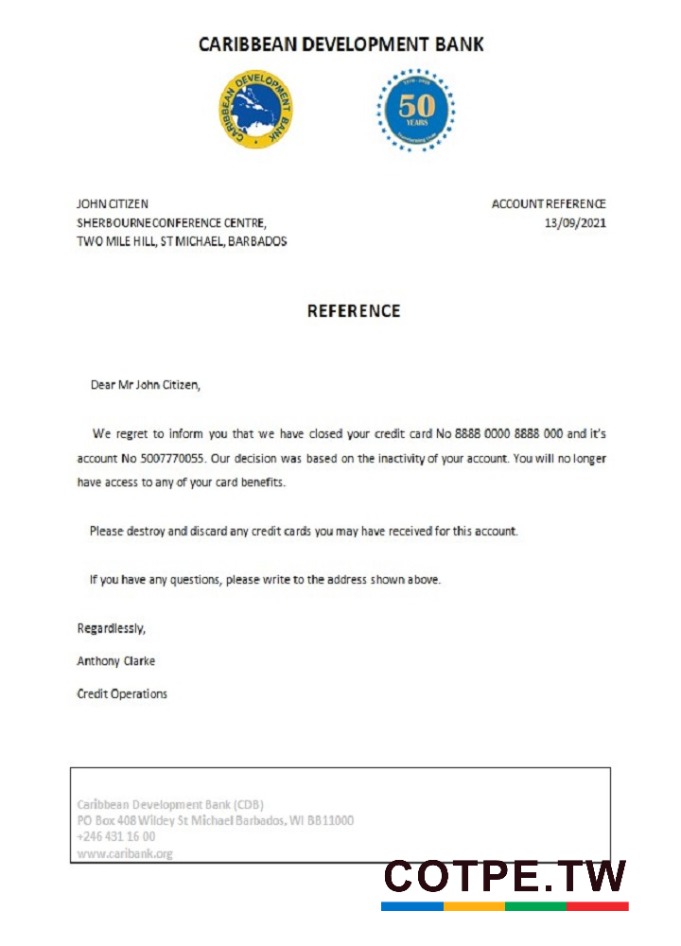 CARIBBEAN DEVELOPMENT BANK
CARIBBEAN DEVELOPMENT BANK
50
YEARS
JOHN CITIZEN
ACCOUNT REFERENCE
SHERBOURNECONFERENCE CENTRE,
13/09/2021
TWO MILE HILL, ST MICHAEL, BARBADOS
REFERENCE
Dear Mr John Citizen,
We regret to inform you that we have closed your credit card No 8888 0000 8888 000 and it's
account No 5007770055. Our decision was based on the inactivity of your account. You will no longer
have access to any of your card benefits.
Please destroy and discard any credit cards you may have received for this account.
If you have any questions, please write to the address shown above.
Regardlessly,
Anthony Clarke
Credit Operations
Caribbean Development Bank (CDB)
PO Box 408 Wildey St Michael Barbados, WI BB11000
+246 431 16 00
www.caribank.org
COTPE.TW